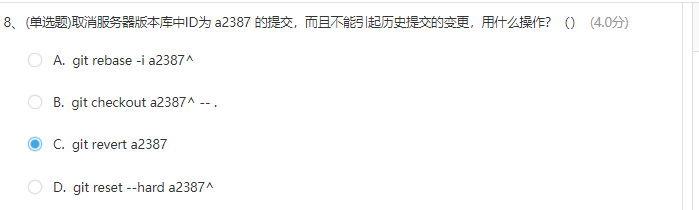 8、 (单选题)取消服务器版本库中ID为 a2387 的提交，而且不能引起历史提交的变更，用什么操作？（） (4.0分)
A. git rebase -i a2387^
B. git checkout a2387^ -- .
C. git revert a2387
D. git reset --hard a2387^